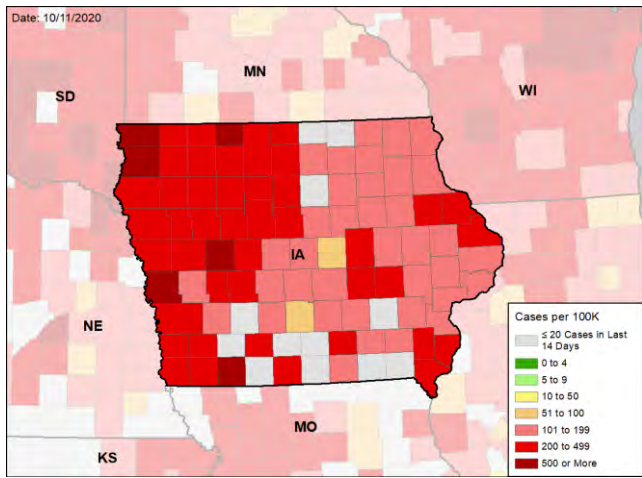 Date: 10/11/2020
MN
SD
WI
IA
NE
MO
KS
Cases per 100K
≤ 20 Cases in Last
14 Days
0 to 4
5 to 9
10 to 50
51 to 100
101 to 199
200 to 499
500 or More